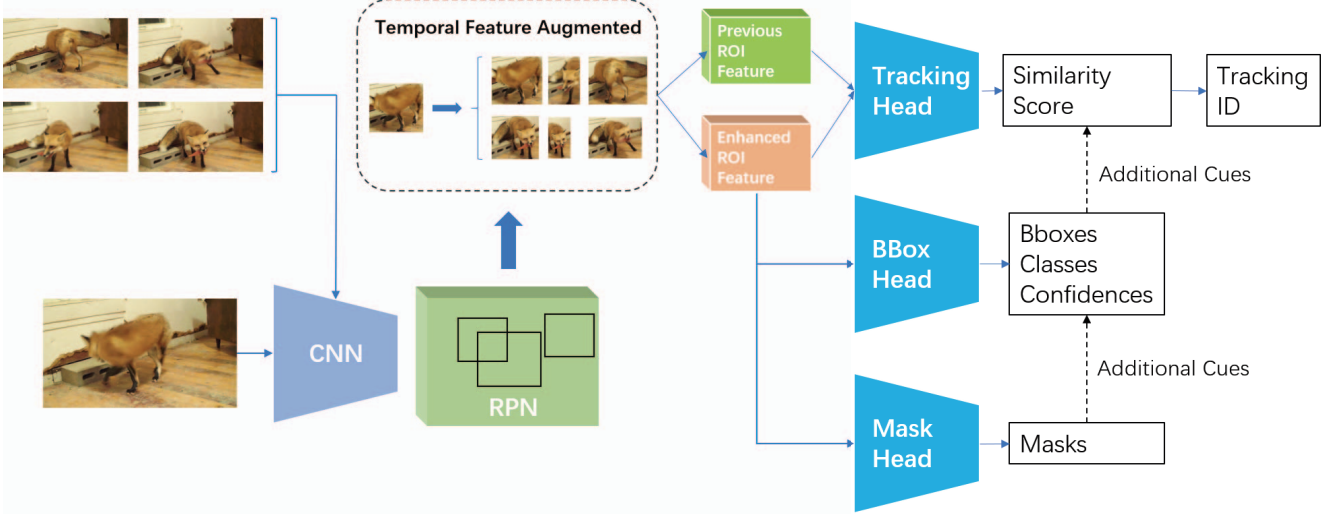 Temporal Feature Augmented
Previous
ROI
Feature
Enhanced
ROI
Feature
Tracking
Head
Similarity
Score
Tracking
ID
Additional Cues
CNN
RPN
BBox
Head
Bboxes
Classes
Confidences
Additional Cues
Mask
Head
Masks